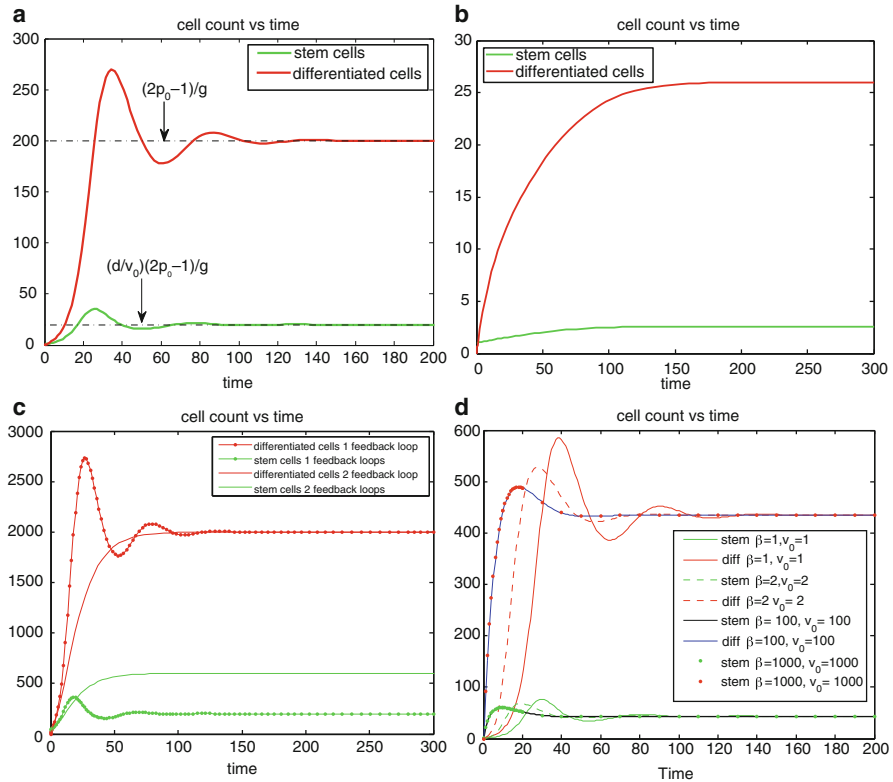 a
cell count vs time
300
250
200
150
100
50
0
0 20 40 60 80 100 120 140 160 180 200
time
stem cells
differentiated cells
(2p₀−1)/g
(d/v₀)(2p₀−1)/g
b
cell count vs time
30
25
20
15
10
5
0
0 50 100 150 200 250 300
time
stem cells
differentiated cells
c
cell count vs time
3000
2500
2000
1500
1000
500
0
0 50 100 150 200 250 300
time
differentiated cells 1 feedback loop
stem cells 1 feedback loops
differentiated cells 2 feedback loop
stem cells 2 feedback loops
d
cell count vs time
600
500
400
300
200
100
0
0 20 40 60 80 100 120 140 160 180 200
Time
stem β=1,v₀=1
diff β=1, v₀=1
stem β=2,v₀=2
diff β=2 v₀= 2
stem β= 100, v₀= 100
diff β=100, v₀=100
stem β=1000, v₀=1000
stem β=1000, v₀= 1000